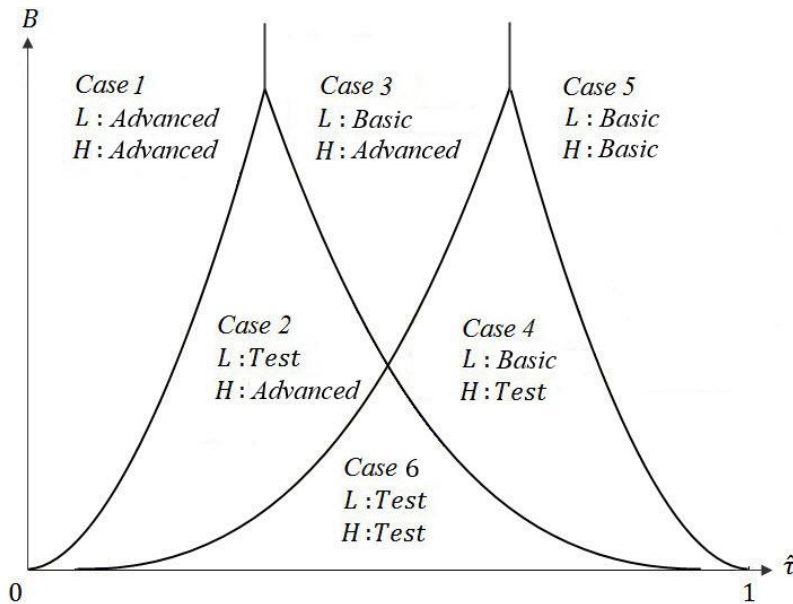 B
Case 1
L : Advanced
H : Advanced
Case 3
L : Basic
H : Advanced
Case 5
L : Basic
H : Basic
Case 2
L : Test
H : Advanced
Case 4
L : Basic
H : Test
Case 6
L : Test
H : Test
0
1
τ̂